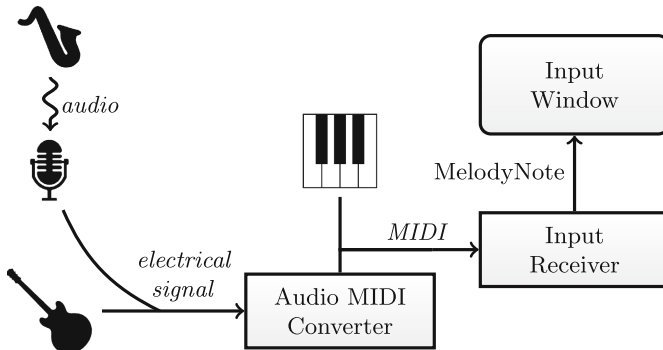 audio
Input
Window
MelodyNote
MIDI
Input
Receiver
electrical
signal
Audio MIDI
Converter